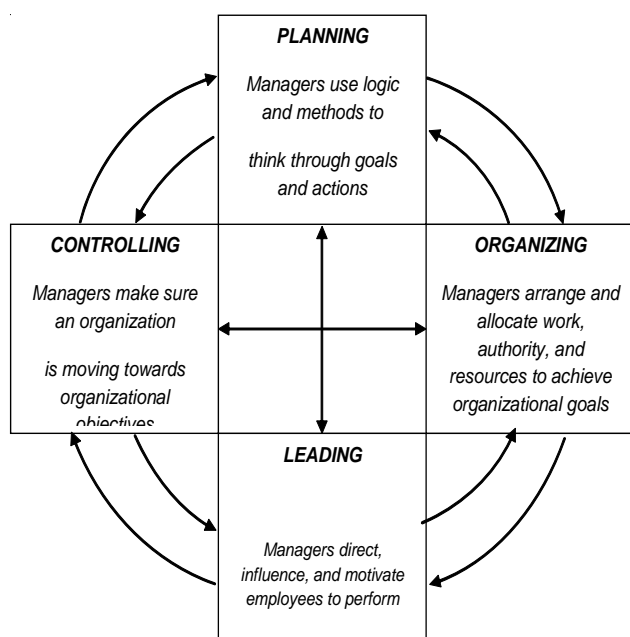 PLANNING
Managers use logic
and methods to
think through goals
and actions
CONTROLLING
Managers make sure
an organization
is moving towards
organizational
objectives
ORGANIZING
Managers arrange and
allocate work,
authority, and
resources to achieve
organizational goals
LEADING
Managers direct,
influence, and motivate
employees to perform